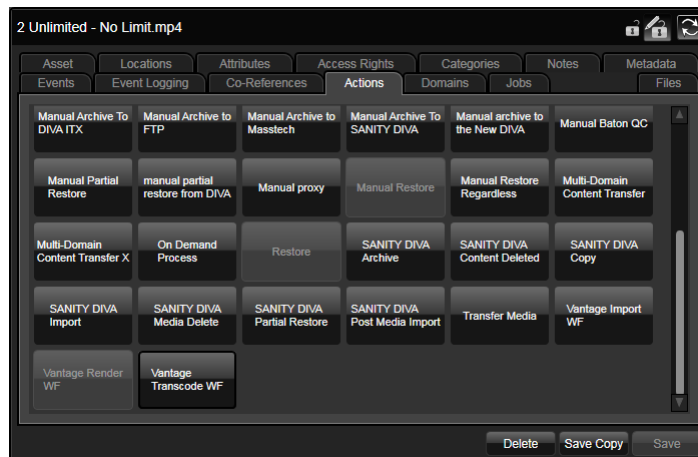 2 Unlimited - No Limit.mp4
Asset Locations Attributes Access Rights Categories Notes Metadata
Events Event Logging Co-References Actions Domains Jobs Files
Manual Archive To
DIVA ITX
Manual Archive to
FTP
Manual Archive to
Masstech
Manual Archive To
SANITY DIVA
Manual archive to
the New DIVA
Manual Baton QC
Manual Partial
Restore
manual partial
restore from DIVA
Manual proxy
Manual Restore
Manual Restore
Regardless
Multi-Domain
Content Transfer
Multi-Domain
Content Transfer X
On Demand
Process
Restore
SANITY DIVA
Archive
SANITY DIVA
Content Deleted
SANITY DIVA
Copy
SANITY DIVA
Import
SANITY DIVA
Media Delete
SANITY DIVA
Partial Restore
SANITY DIVA
Post Media Import
Transfer Media
Vantage Import
WF
Vantage Render
WF
Vantage
Transcode WF
Delete Save Copy Save